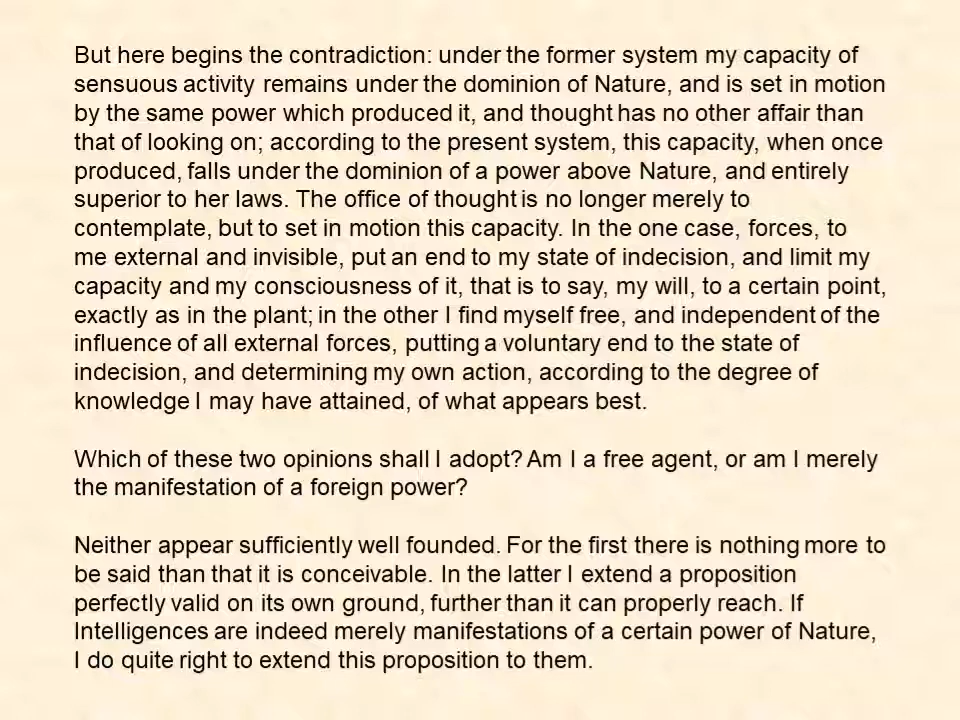 But here begins the contradiction: under the former system my capacity of
sensuous activity remains under the dominion of Nature, and is set in motion
by the same power which produced it, and thought has no other affair than
that of looking on; according to the present system, this capacity, when once
produced, falls under the dominion of a power above Nature, and entirely
superior to her laws. The office of thought is no longer merely to
contemplate, but to set in motion this capacity. In the one case, forces, to
me external and invisible, put an end to my state of indecision, and limit my
capacity and my consciousness of it, that is to say, my will, to a certain point,
exactly as in the plant; in the other I find myself free, and independent of the
influence of all external forces, putting a voluntary end to the state of
indecision, and determining my own action, according to the degree of
knowledge I may have attained, of what appears best.
Which of these two opinions shall I adopt? Am I a free agent, or am I merely
the manifestation of a foreign power?
Neither appear sufficiently well founded. For the first there is nothing more to
be said than that it is conceivable. In the latter I extend a proposition
perfectly valid on its own ground, further than it can properly reach. If
Intelligences are indeed merely manifestations of a certain power of Nature,
I do quite right to extend this proposition to them.